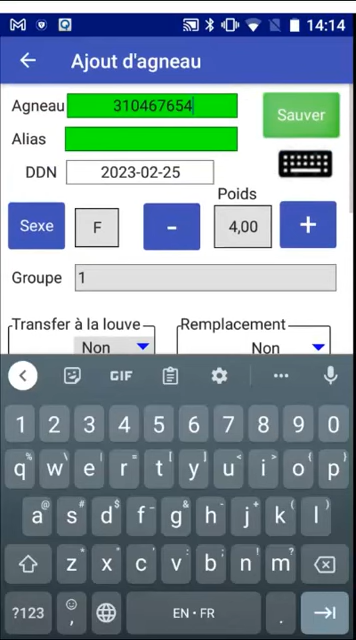 14:14
Ajout d'agneau
Agneau 310467654
Sauver
Alias
DDN 2023-02-25
Poids
Sexe F - 4,00 +
Groupe 1
Transfer à la louve Remplacement
Non Non
GIF
1 2 3 4 5 6 7 8 9 0
q% w\ e| r= t[ y] u< i> o{ p}
a@ s# d$ f- g& h- j+ k( l)
z* x" c' v: b; n! m?
?123 , EN • FR .